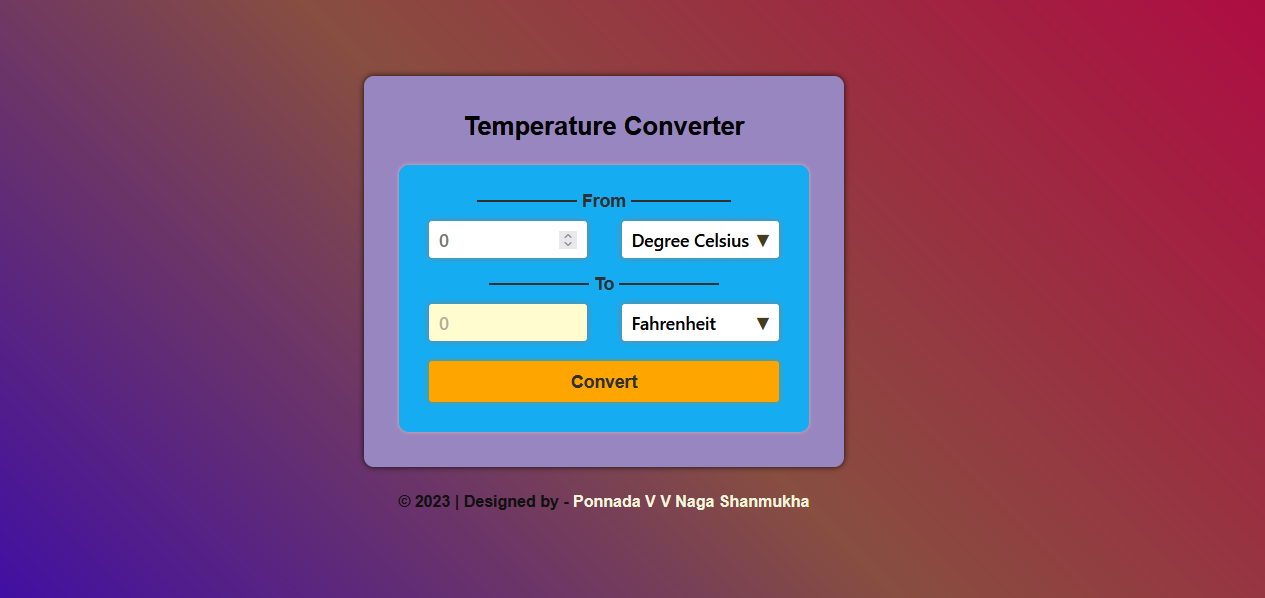 Temperature Converter
From
0 Degree Celsius ▼
To
0 Fahrenheit ▼
Convert
© 2023 | Designed by - Ponnada V V Naga Shanmukha